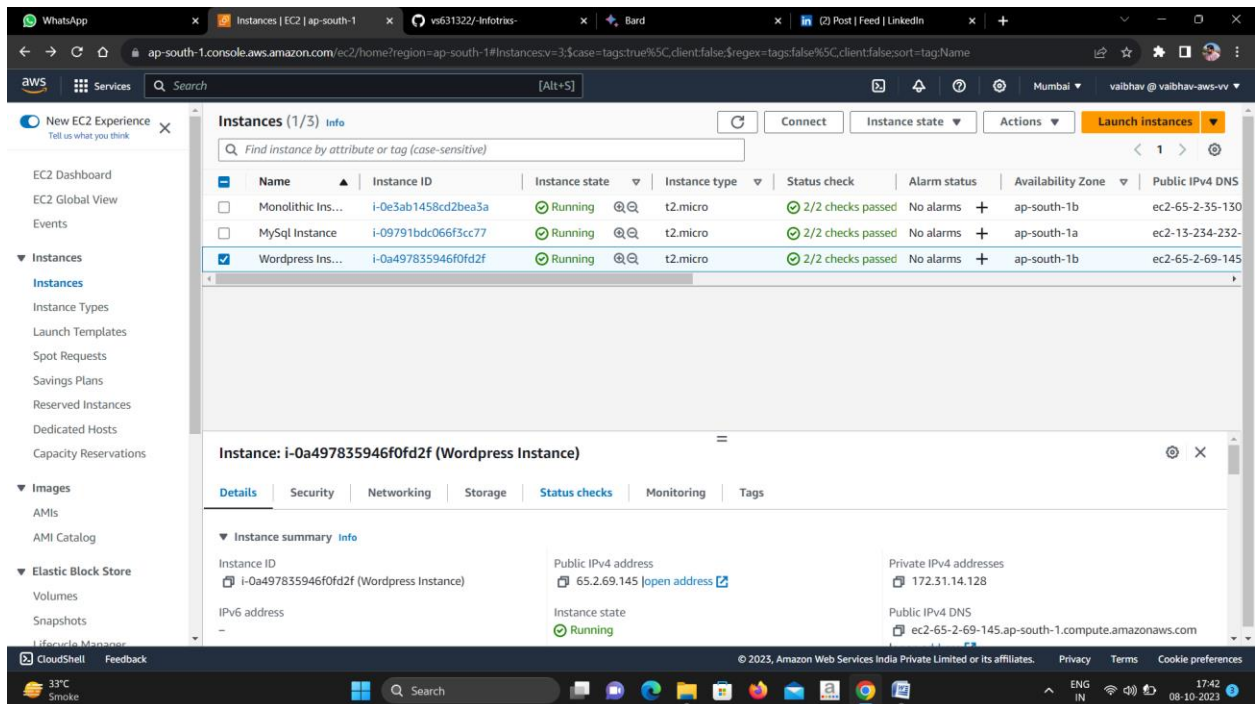 WhatsApp
Instances | EC2 | ap-south-1
vs631322/-Infotrixs-
Bard
(2) Post | Feed | LinkedIn
ap-south-1.console.aws.amazon.com/ec2/home?region=ap-south-1#Instances:v=3;$case=tags:true%5C,client:false;$regex=tags:false%5C,client:false;sort=tag:Name
aws
Services
Search
[Alt+S]
Mumbai ▼
vaibhav @ vaibhav-aws-vv ▼
New EC2 Experience
Tell us what you think
EC2 Dashboard
EC2 Global View
Events
Instances
Instances
Instance Types
Launch Templates
Spot Requests
Savings Plans
Reserved Instances
Dedicated Hosts
Capacity Reservations
Images
AMIs
AMI Catalog
Elastic Block Store
Volumes
Snapshots
Lifecycle Manager
Instances (1/3) Info
Connect
Instance state ▼
Actions ▼
Launch instances ▼
Find instance by attribute or tag (case-sensitive)
1
Name Instance ID Instance state Instance type Status check Alarm status Availability Zone Public IPv4 DNS
Monolithic Ins... i-0e3ab1458cd2bea3a Running t2.micro 2/2 checks passed No alarms + ap-south-1b ec2-65-2-35-130
MySql Instance i-09791bdc066f3cc77 Running t2.micro 2/2 checks passed No alarms + ap-south-1a ec2-13-234-232-
Wordpress Ins... i-0a497835946f0fd2f Running t2.micro 2/2 checks passed No alarms + ap-south-1b ec2-65-2-69-145
Instance: i-0a497835946f0fd2f (Wordpress Instance)
Details Security Networking Storage Status checks Monitoring Tags
Instance summary Info
Instance ID
i-0a497835946f0fd2f (Wordpress Instance)
Public IPv4 address
65.2.69.145 |open address
Private IPv4 addresses
172.31.14.128
IPv6 address
–
Instance state
Running
Public IPv4 DNS
ec2-65-2-69-145.ap-south-1.compute.amazonaws.com
CloudShell Feedback
© 2023, Amazon Web Services India Private Limited or its affiliates. Privacy Terms Cookie preferences
33°C
Smoke
Search
ENG
IN
17:42
08-10-2023
3